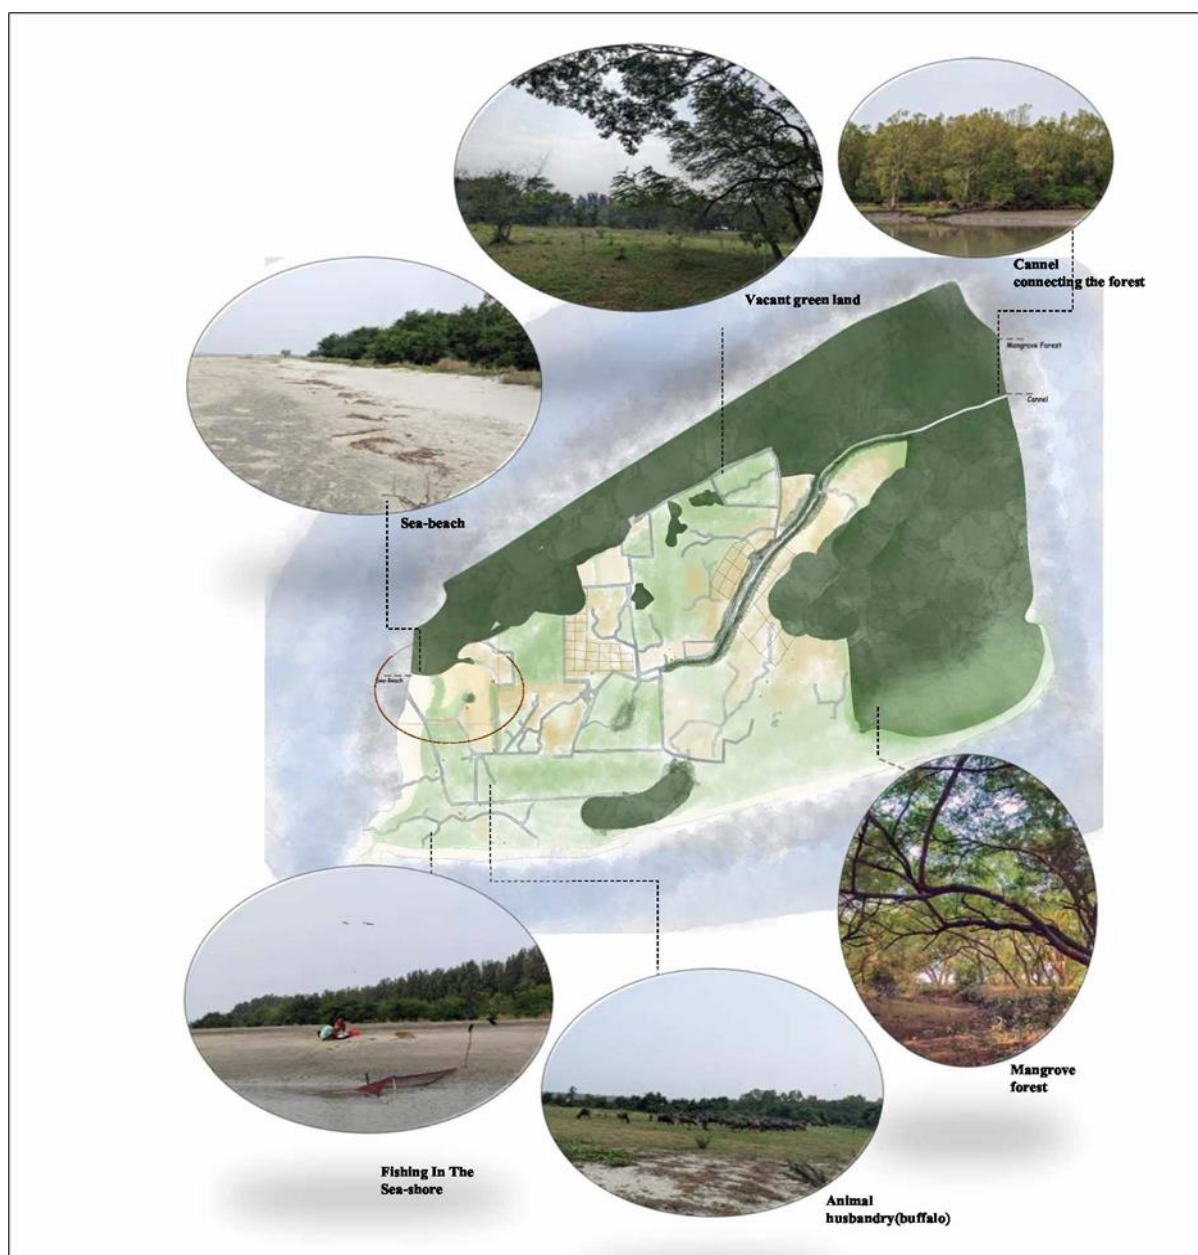 Cannel
connecting the forest
Vacant green land
Mangrove Forest
Cannel
Sea-beach
Sea-Beach
Mangrove
forest
Fishing In The
Sea-shore
Animal
husbandry(buffalo)